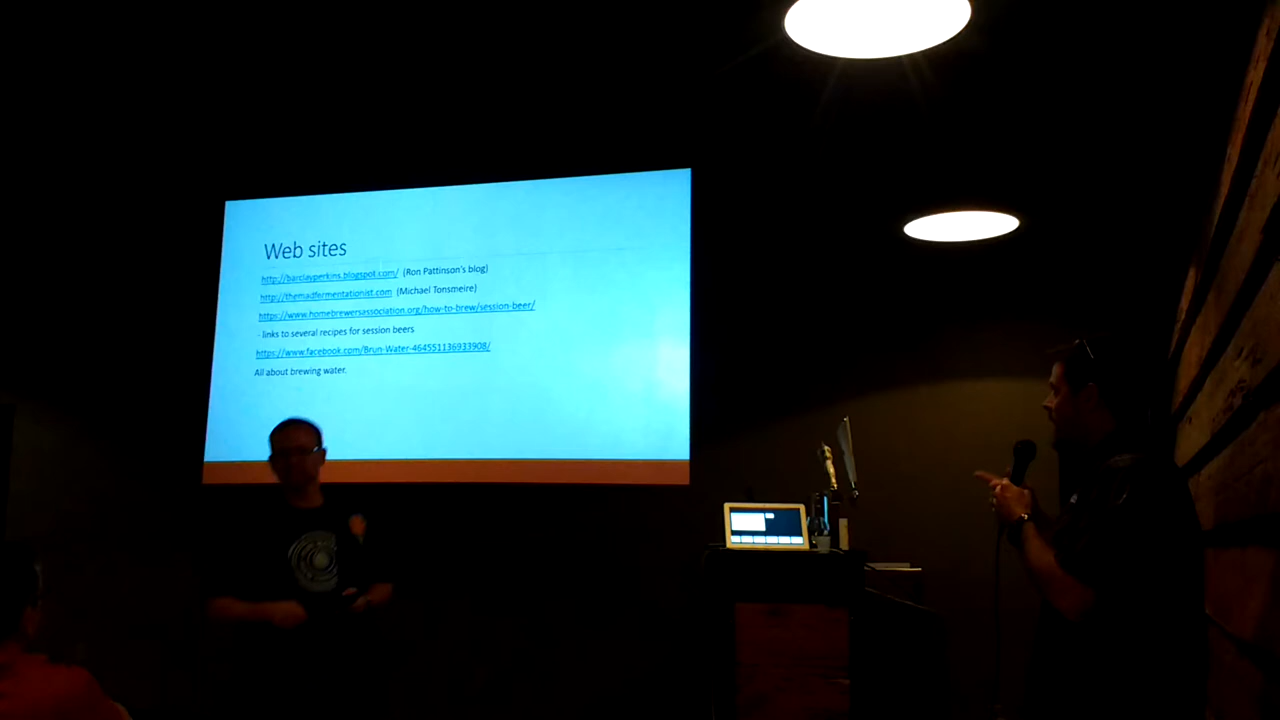 Web sites
http://barclayperkins.blogspot.com/ (Ron Pattinson's blog)
http://themadfermentationist.com (Michael Tonsmeire)
https://www.homebrewersassociation.org/how-to-brew/session-beer/
- links to several recipes for session beers
https://www.facebook.com/Brun-Water-464551136933908/
All about brewing water.